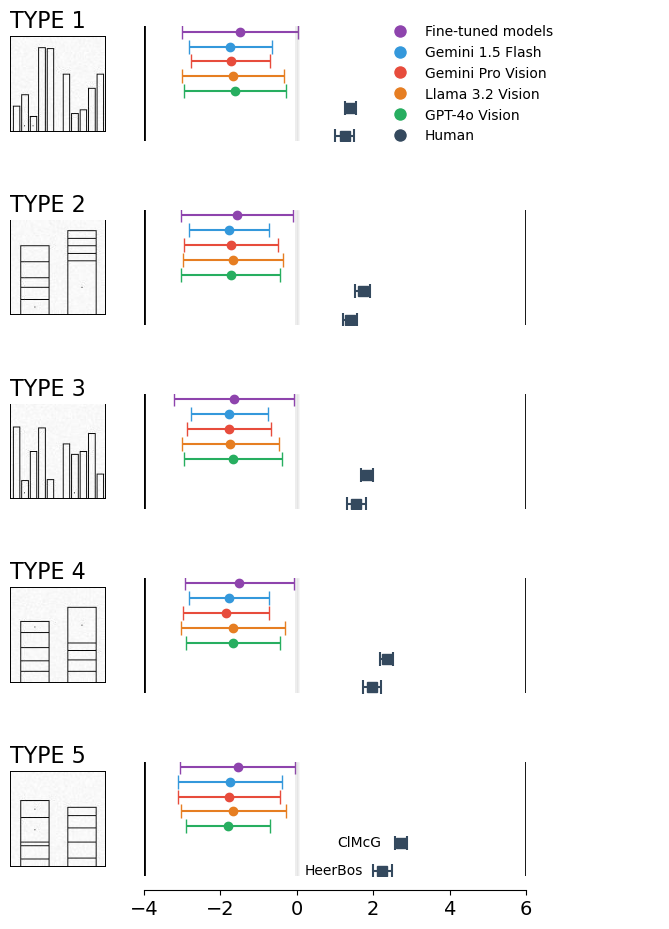 TYPE 1
Fine-tuned models
Gemini 1.5 Flash
Gemini Pro Vision
Llama 3.2 Vision
GPT-4o Vision
Human
TYPE 2
TYPE 3
TYPE 4
TYPE 5
ClMcG
HeerBos
−4 −2 0 2 4 6